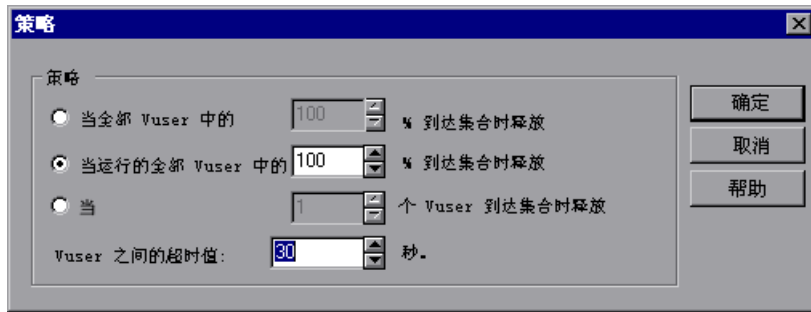 策略
策略
当全部 Vuser 中的 100 % 到达集合时释放
当运行的全部 Vuser 中的 100 % 到达集合时释放
当 1 个 Vuser 到达集合时释放
Vuser 之间的超时值: 30 秒。
确定
取消
帮助